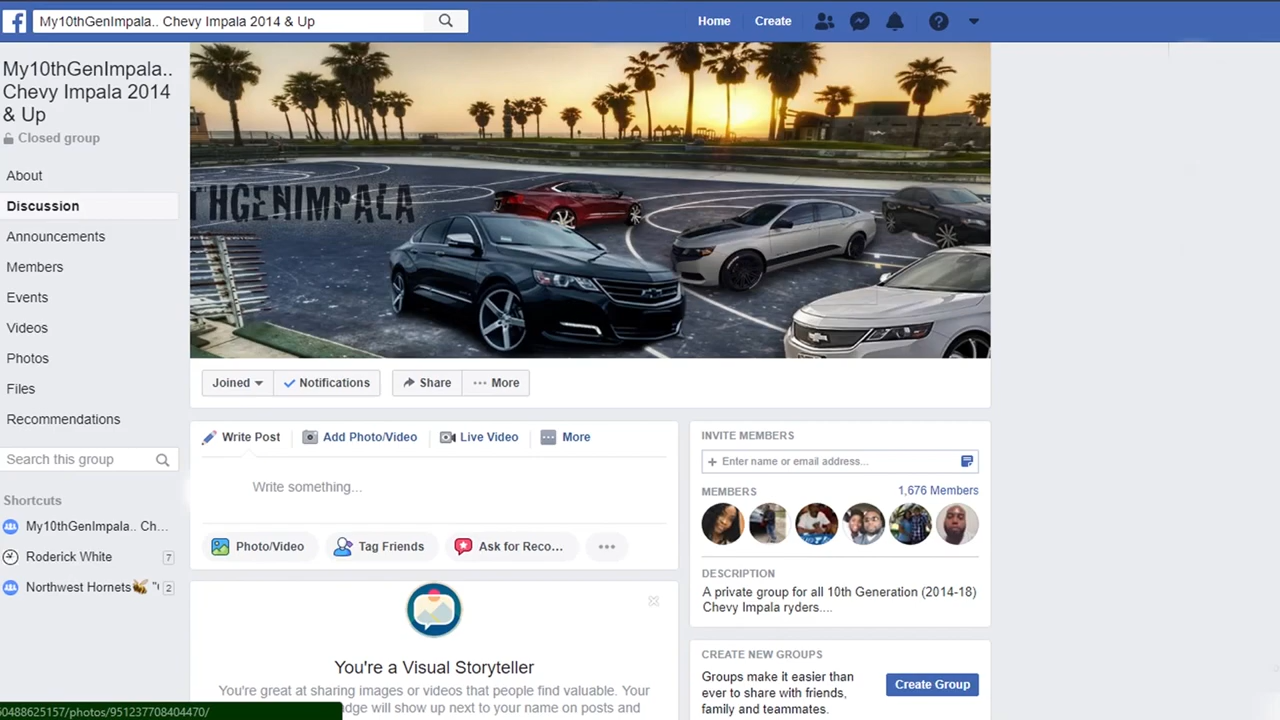 My10thGenImpala.. Chevy Impala 2014 & Up
Home
Create
My10thGenImpala..
Chevy Impala 2014
& Up
Closed group
About
Discussion
Announcements
Members
Events
Videos
Photos
Files
Recommendations
Search this group
Shortcuts
My10thGenImpala.. Ch...
Roderick White 7
Northwest Hornets🐝 "( 2
THGENIMPALA
Joined
Notifications
Share
More
Write Post
Add Photo/Video
Live Video
More
Write something...
Photo/Video
Tag Friends
Ask for Reco...
You're a Visual Storyteller
You're great at sharing images or videos that people find valuable. Your
adge will show up next to your name on posts and
INVITE MEMBERS
+ Enter name or email address...
MEMBERS
1,676 Members
DESCRIPTION
A private group for all 10th Generation (2014-18)
Chevy Impala ryders....
CREATE NEW GROUPS
Groups make it easier than
ever to share with friends,
family and teammates.
Create Group
60488625157/photos/951237708404470/